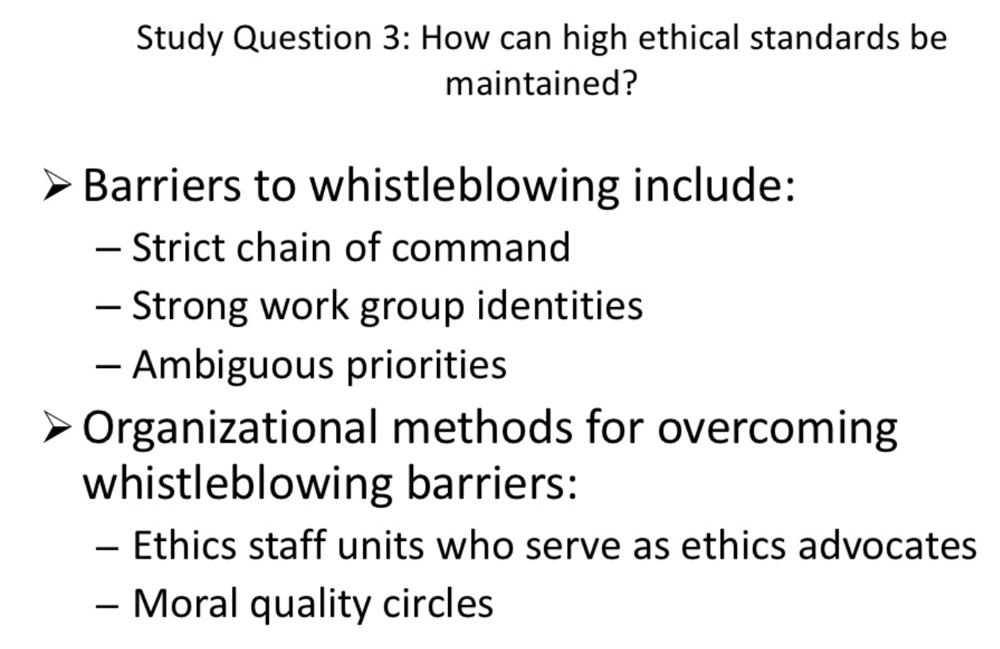 Study Question 3: How can high ethical standards be
maintained?
➢ Barriers to whistleblowing include:
– Strict chain of command
– Strong work group identities
– Ambiguous priorities
➢ Organizational methods for overcoming
whistleblowing barriers:
– Ethics staff units who serve as ethics advocates
– Moral quality circles